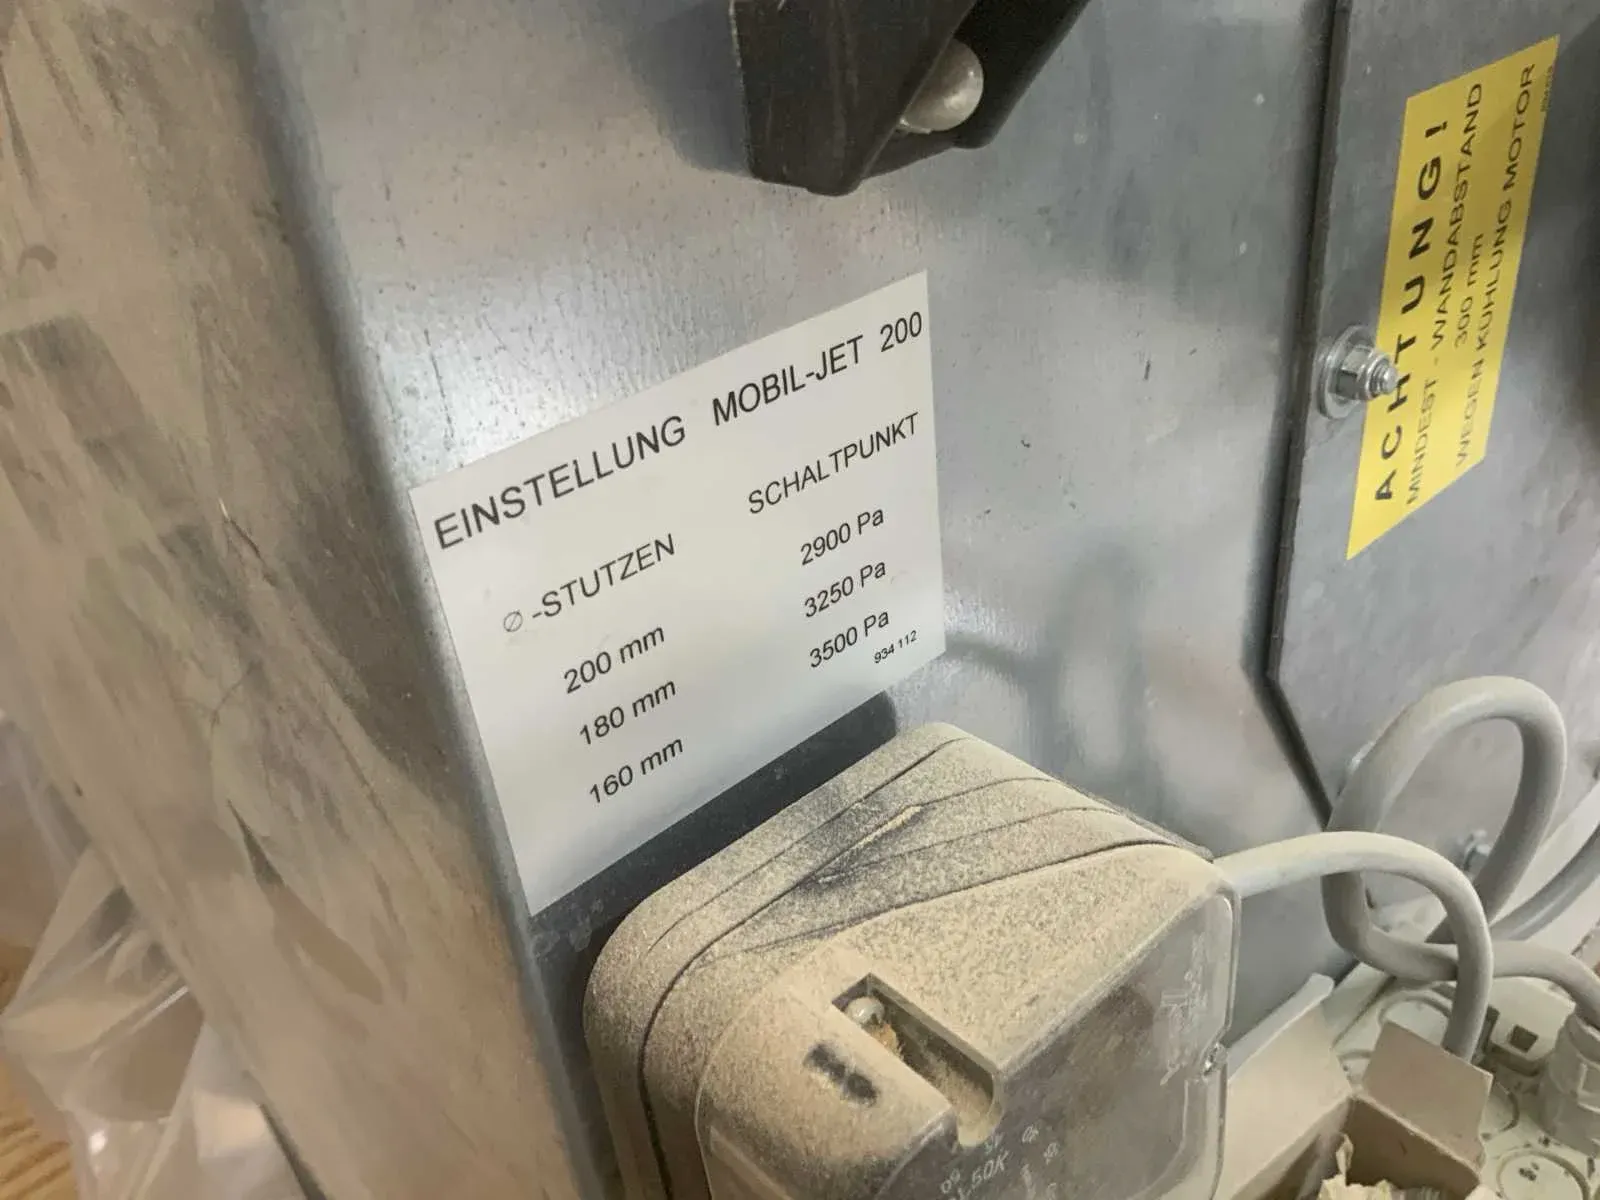 EINSTELLUNG MOBIL-JET 200
Ø -STUTZEN SCHALTPUNKT
200 mm 2900 Pa
180 mm 3250 Pa
160 mm 3500 Pa
934 112
ACHTUNG!
MINDEST - WANDABSTAND
300 mm
WEGEN KÜHLUNG MOTOR